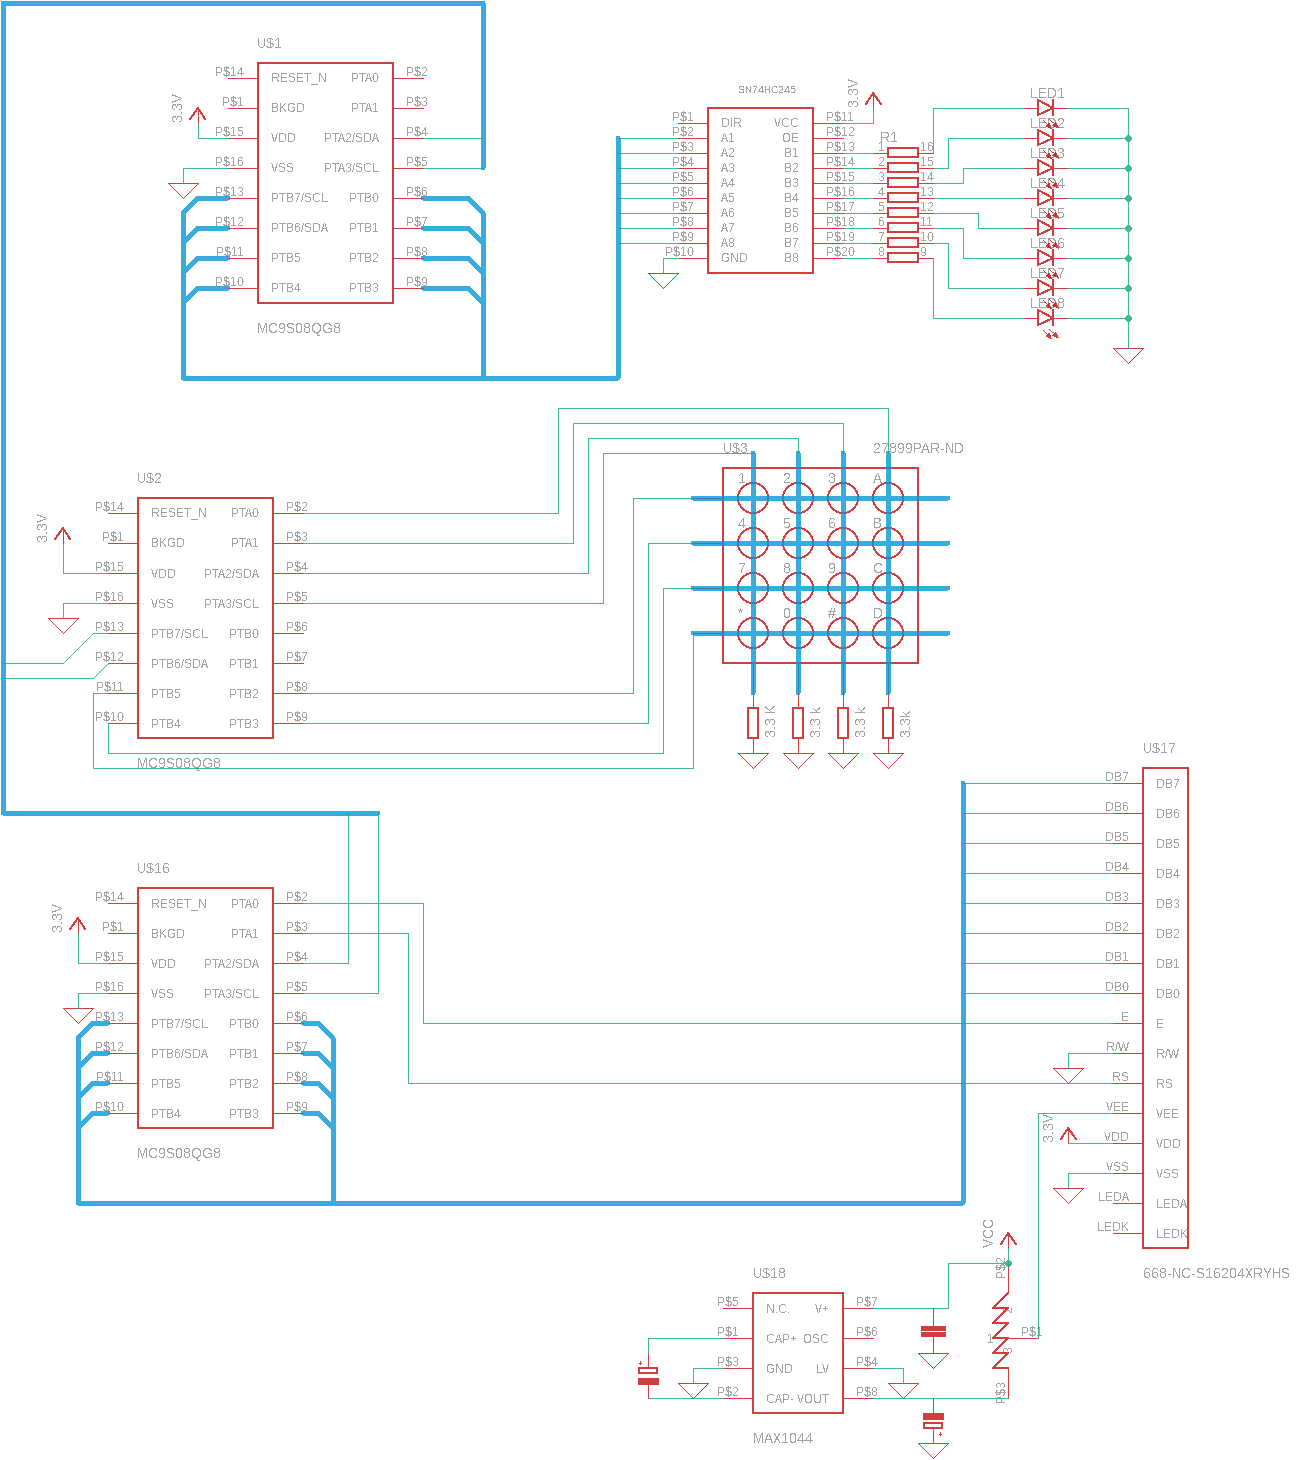 U$1
P$14 RESET_N PTA0 P$2
P$1 BKGD PTA1 P$3
3.3V
P$15 VDD PTA2/SDA P$4
P$16 VSS PTA3/SCL P$5
P$13 PTB7/SCL PTB0 P$6
P$12 PTB6/SDA PTB1 P$7
P$11 PTB5 PTB2 P$8
P$10 PTB4 PTB3 P$9
MC9S08QG8
SN74HC245
3.3V
P$1 DIR VCC P$11
P$2 A1 OE P$12
P$3 A2 B1 P$13
P$4 A3 B2 P$14
P$5 A4 B3 P$15
P$6 A5 B4 P$16
P$7 A6 B5 P$17
P$8 A7 B6 P$18
P$9 A8 B7 P$19
P$10 GND B8 P$20
R1
1 16
2 15
3 14
4 13
5 12
6 11
7 10
8 9
LED1
LED2
LED3
LED4
LED5
LED6
LED7
LED8
U$2
P$14 RESET_N PTA0 P$2
P$1 BKGD PTA1 P$3
3.3V
P$15 VDD PTA2/SDA P$4
P$16 VSS PTA3/SCL P$5
P$13 PTB7/SCL PTB0 P$6
P$12 PTB6/SDA PTB1 P$7
P$11 PTB5 PTB2 P$8
P$10 PTB4 PTB3 P$9
MC9S08QG8
U$3 27899PAR-ND
1 2 3 A
4 5 6 B
7 8 9 C
* 0 # D
3.3 K 3.3 k 3.3 k 3.3k
U$16
P$14 RESET_N PTA0 P$2
P$1 BKGD PTA1 P$3
3.3V
P$15 VDD PTA2/SDA P$4
P$16 VSS PTA3/SCL P$5
P$13 PTB7/SCL PTB0 P$6
P$12 PTB6/SDA PTB1 P$7
P$11 PTB5 PTB2 P$8
P$10 PTB4 PTB3 P$9
MC9S08QG8
U$17
DB7 DB7
DB6 DB6
DB5 DB5
DB4 DB4
DB3 DB3
DB2 DB2
DB1 DB1
DB0 DB0
E E
R/W R/W
RS RS
VEE VEE
3.3V
VDD VDD
VSS VSS
LEDA LEDA
LEDK LEDK
668-NC-S16204XRYHS
U$18
P$5 N.C. V+ P$7
P$1 CAP+ OSC P$6
P$3 GND LV P$4
P$2 CAP- VOUT P$8
MAX1044
+
+
VCC
P$2
2
1 P$1
3
P$3